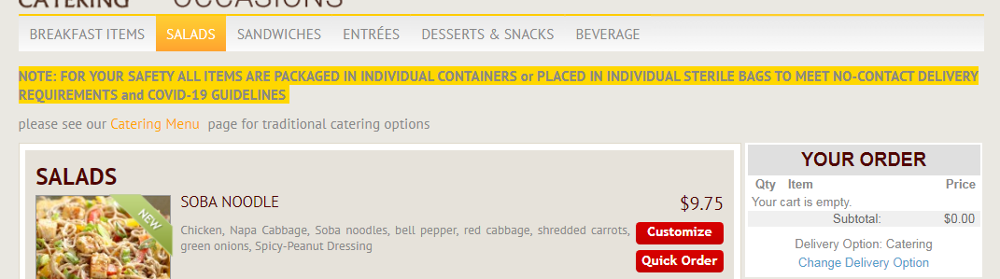 CATERING OCCASIONS
BREAKFAST ITEMS SALADS SANDWICHES ENTRÉES DESSERTS & SNACKS BEVERAGE
NOTE: FOR YOUR SAFETY ALL ITEMS ARE PACKAGED IN INDIVIDUAL CONTAINERS or PLACED IN INDIVIDUAL STERILE BAGS TO MEET NO-CONTACT DELIVERY
REQUIREMENTS and COVID-19 GUIDELINES
please see our Catering Menu page for traditional catering options
SALADS
NEW
SOBA NOODLE
$9.75
Chicken, Napa Cabbage, Soba noodles, bell pepper, red cabbage, shredded carrots,
green onions, Spicy-Peanut Dressing
Customize
Quick Order
YOUR ORDER
Qty Item Price
Your cart is empty.
Subtotal: $0.00
Delivery Option: Catering
Change Delivery Option